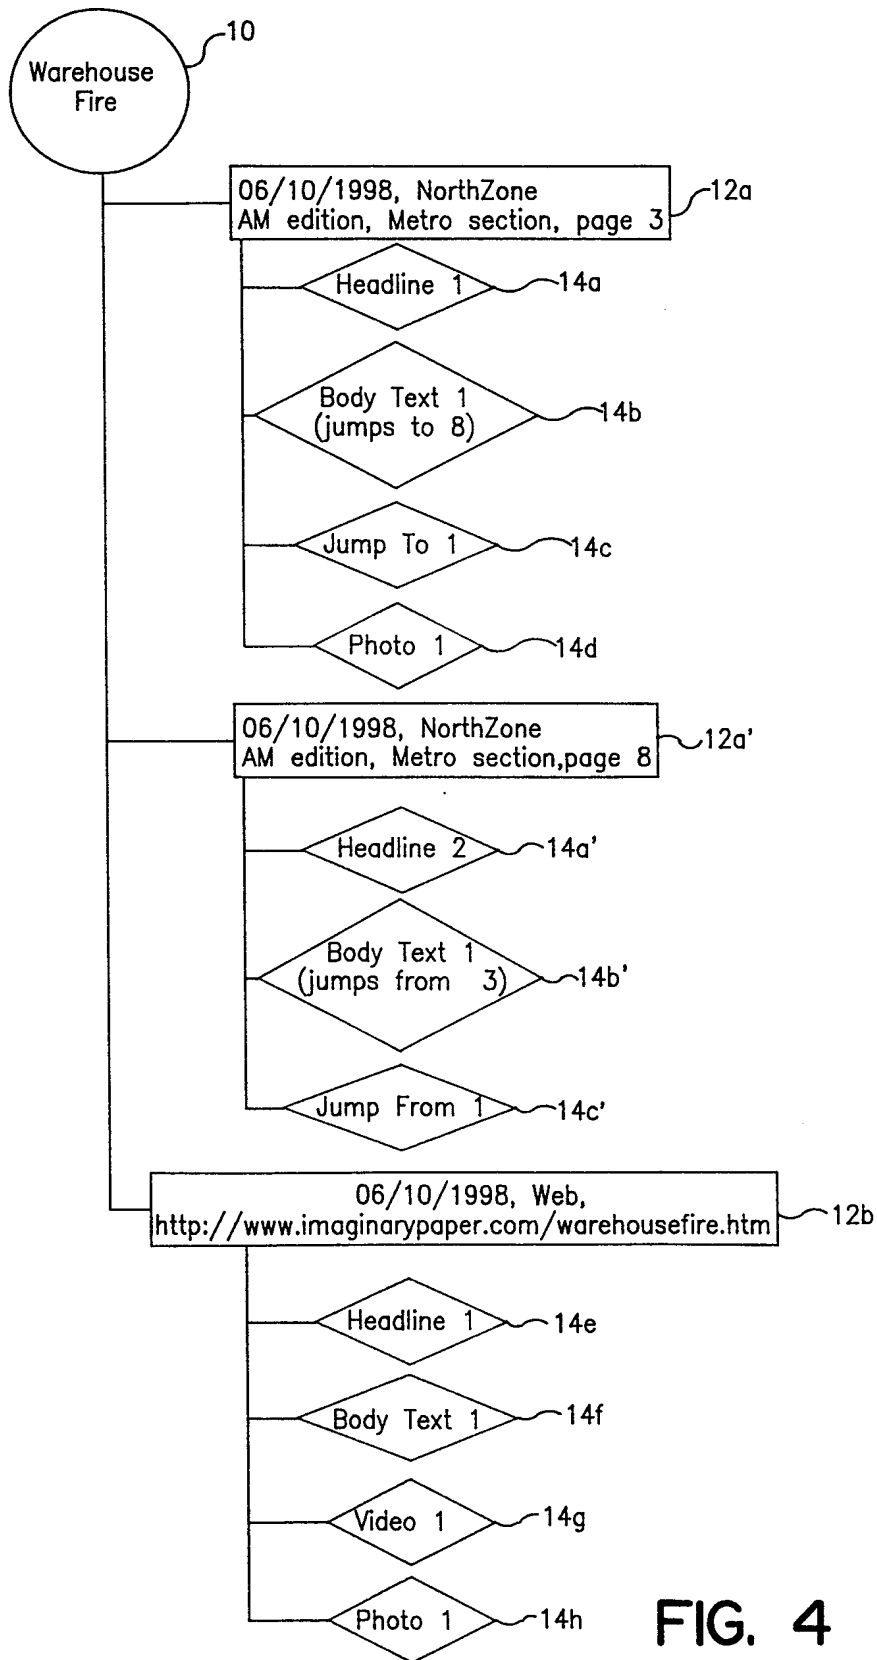 10
Warehouse
Fire
06/10/1998, NorthZone
AM edition, Metro section, page 3
12a
Headline 1
14a
Body Text 1
(jumps to 8)
14b
Jump To 1
14c
Photo 1
14d
06/10/1998, NorthZone
AM edition, Metro section,page 8
12a'
Headline 2
14a'
Body Text 1
(jumps from 3)
14b'
Jump From 1
14c'
06/10/1998, Web,
http://www.imaginarypaper.com/warehousefire.htm
12b
Headline 1
14e
Body Text 1
14f
Video 1
14g
Photo 1
14h
FIG. 4